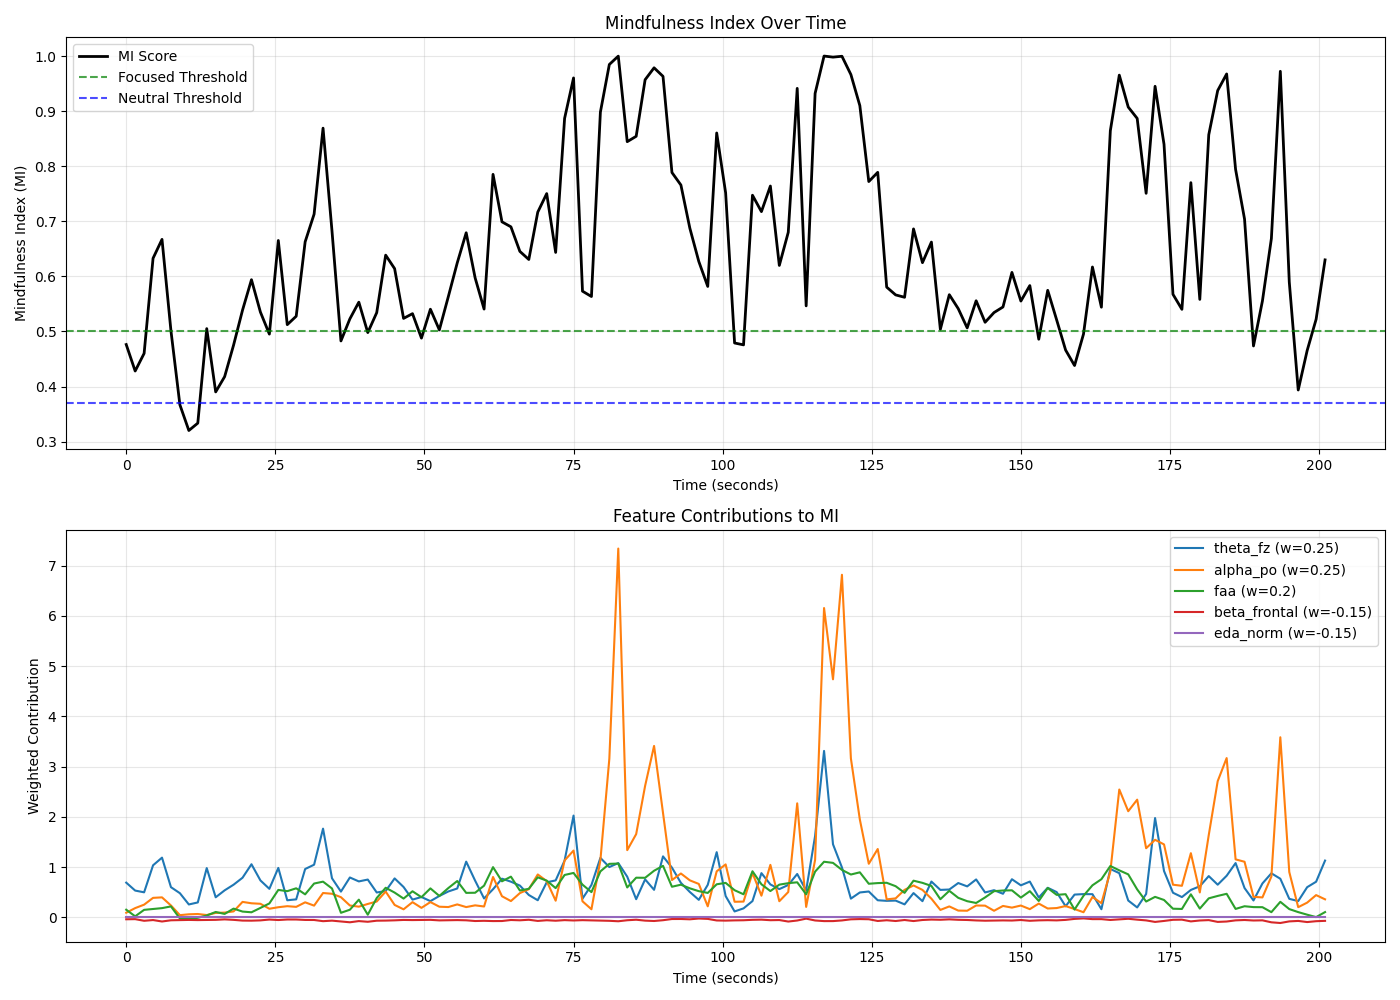 Mindfulness Index Over Time
MI Score
Focused Threshold
Neutral Threshold
Mindfulness Index (MI)
1.0
0.9
0.8
0.7
0.6
0.5
0.4
0.3
0 25 50 75 100 125 150 175 200
Time (seconds)
Feature Contributions to MI
theta_fz (w=0.25)
alpha_po (w=0.25)
faa (w=0.2)
beta_frontal (w=-0.15)
eda_norm (w=-0.15)
Weighted Contribution
7
6
5
4
3
2
1
0
0 25 50 75 100 125 150 175 200
Time (seconds)